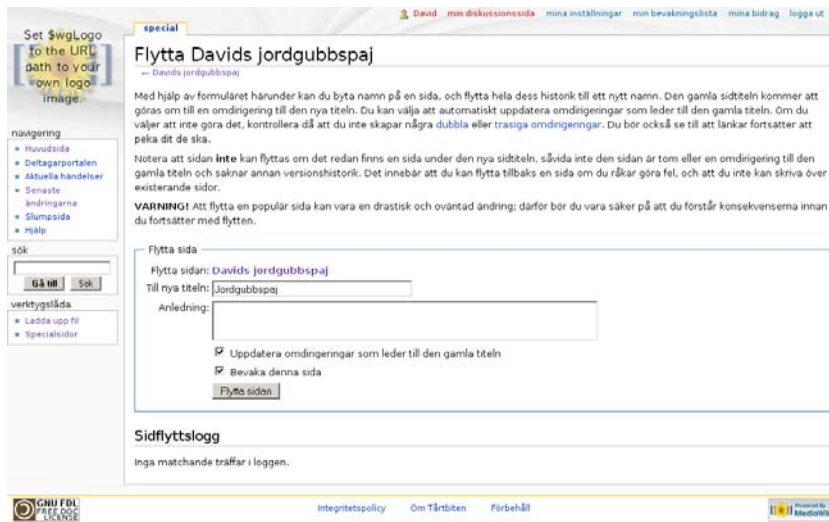 David min diskussionssida mina inställningar min bevakningslista mina bidrag logga ut
Set $wgLogo
to the URL
path to your
own logo
image.
special
Flytta Davids jordgubbspaj
← Davids jordgubbspaj
Med hjälp av formuläret härunder kan du byta namn på en sida, och flytta hela dess historik till ett nytt namn. Den gamla sidtiteln kommer att
göras om till en omdirigering till den nya titeln. Du kan välja att automatiskt uppdatera omdirigeringar som leder till den gamla titeln. Om du
väljer att inte göra det, kontrollera då att du inte skapar några dubbla eller trasiga omdirigeringar. Du bör också se till att länkar fortsätter att
peka dit de ska.
Notera att sidan inte kan flyttas om det redan finns en sida under den nya sidtiteln, såvida inte den sidan är tom eller en omdirigering till den
gamla titeln och saknar annan versionshistorik. Det innebär att du kan flytta tillbaks en sida om du råkar göra fel, och att du inte kan skriva över
existerande sidor.
VARNING! Att flytta en populär sida kan vara en drastisk och oväntad ändring; därför bör du vara säker på att du förstår konsekvenserna innan
du fortsätter med flytten.
navigering
Huvudsida
Deltagarportalen
Aktuella händelser
Senaste
ändringarna
Slumpsida
Hjälp
sök
Gå till Sök
verktygslåda
Ladda upp fil
Specialsidor
Flytta sida
Flytta sidan: Davids jordgubbspaj
Till nya titeln: Jordgubbspaj
Anledning:
Uppdatera omdirigeringar som leder till den gamla titeln
Bevaka denna sida
Flytta sidan
Sidflyttslogg
Inga matchande träffar i loggen.
GNU FDL
FREE DOC
LICENSE
Integritetspolicy Om Tårtbiten Förbehåll
Powered By
MediaWiki